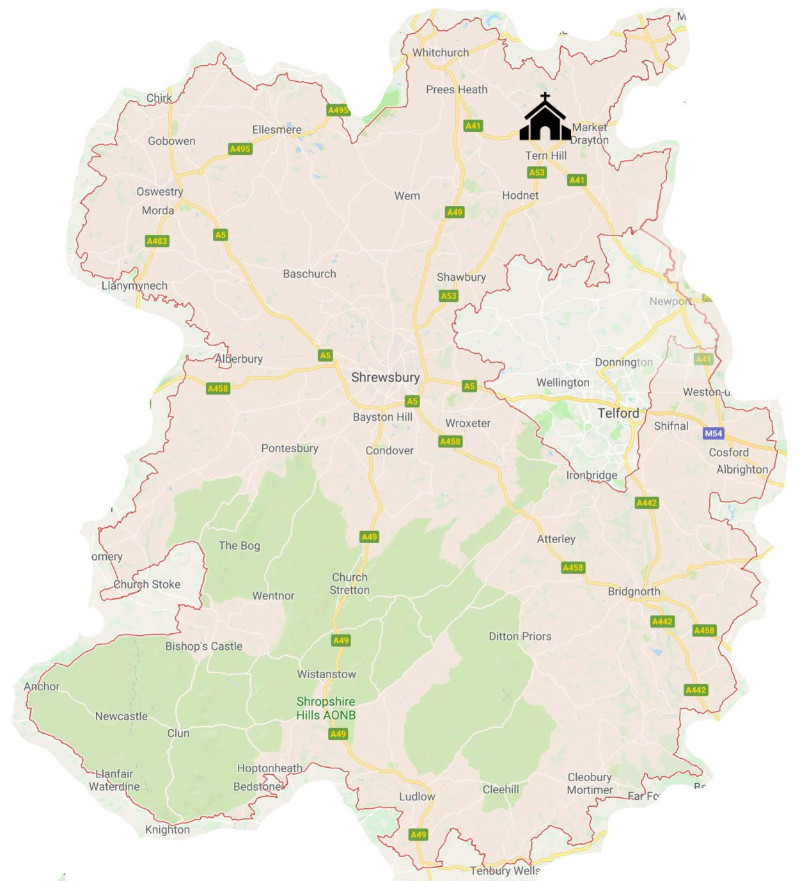 M
Whitchurch
Prees Heath
Chirk
A495
Ellesmere
A41
Market
Drayton
Gobowen
A495
Tern Hill
A53
A41
Oswestry
Wem
Hodnet
Morda
A49
A5
A483
Baschurch
Shawbury
Llanymynech
A53
Newport
Alberbury
A5
A41
Donnington
Shrewsbury
Wellington
A458
A5
Weston-u
A5
Telford
Bayston Hill
Wroxeter
Shifnal
M54
A458
Pontesbury
Condover
Cosford
Albrighton
Ironbridge
A442
A49
Atterley
The Bog
omery
A458
Church
Stretton
Church Stoke
Wentnor
Bridgnorth
A442
A458
Ditton Priors
A49
Bishop's Castle
Wistanstow
Anchor
A442
Shropshire
Hills AONB
Newcastle
Clun
A49
Hoptonheath
Llanfair
Waterdine
Bedstone
Cleobury
Mortimer
Cleehill
Ludlow
Far Fo
Be
Knighton
A49
Tenbury Wells